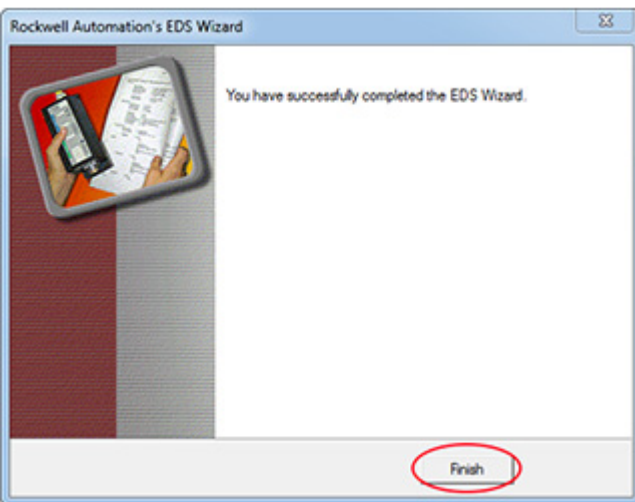 Rockwell Automation's EDS Wizard
You have successfully completed the EDS Wizard.
Finish